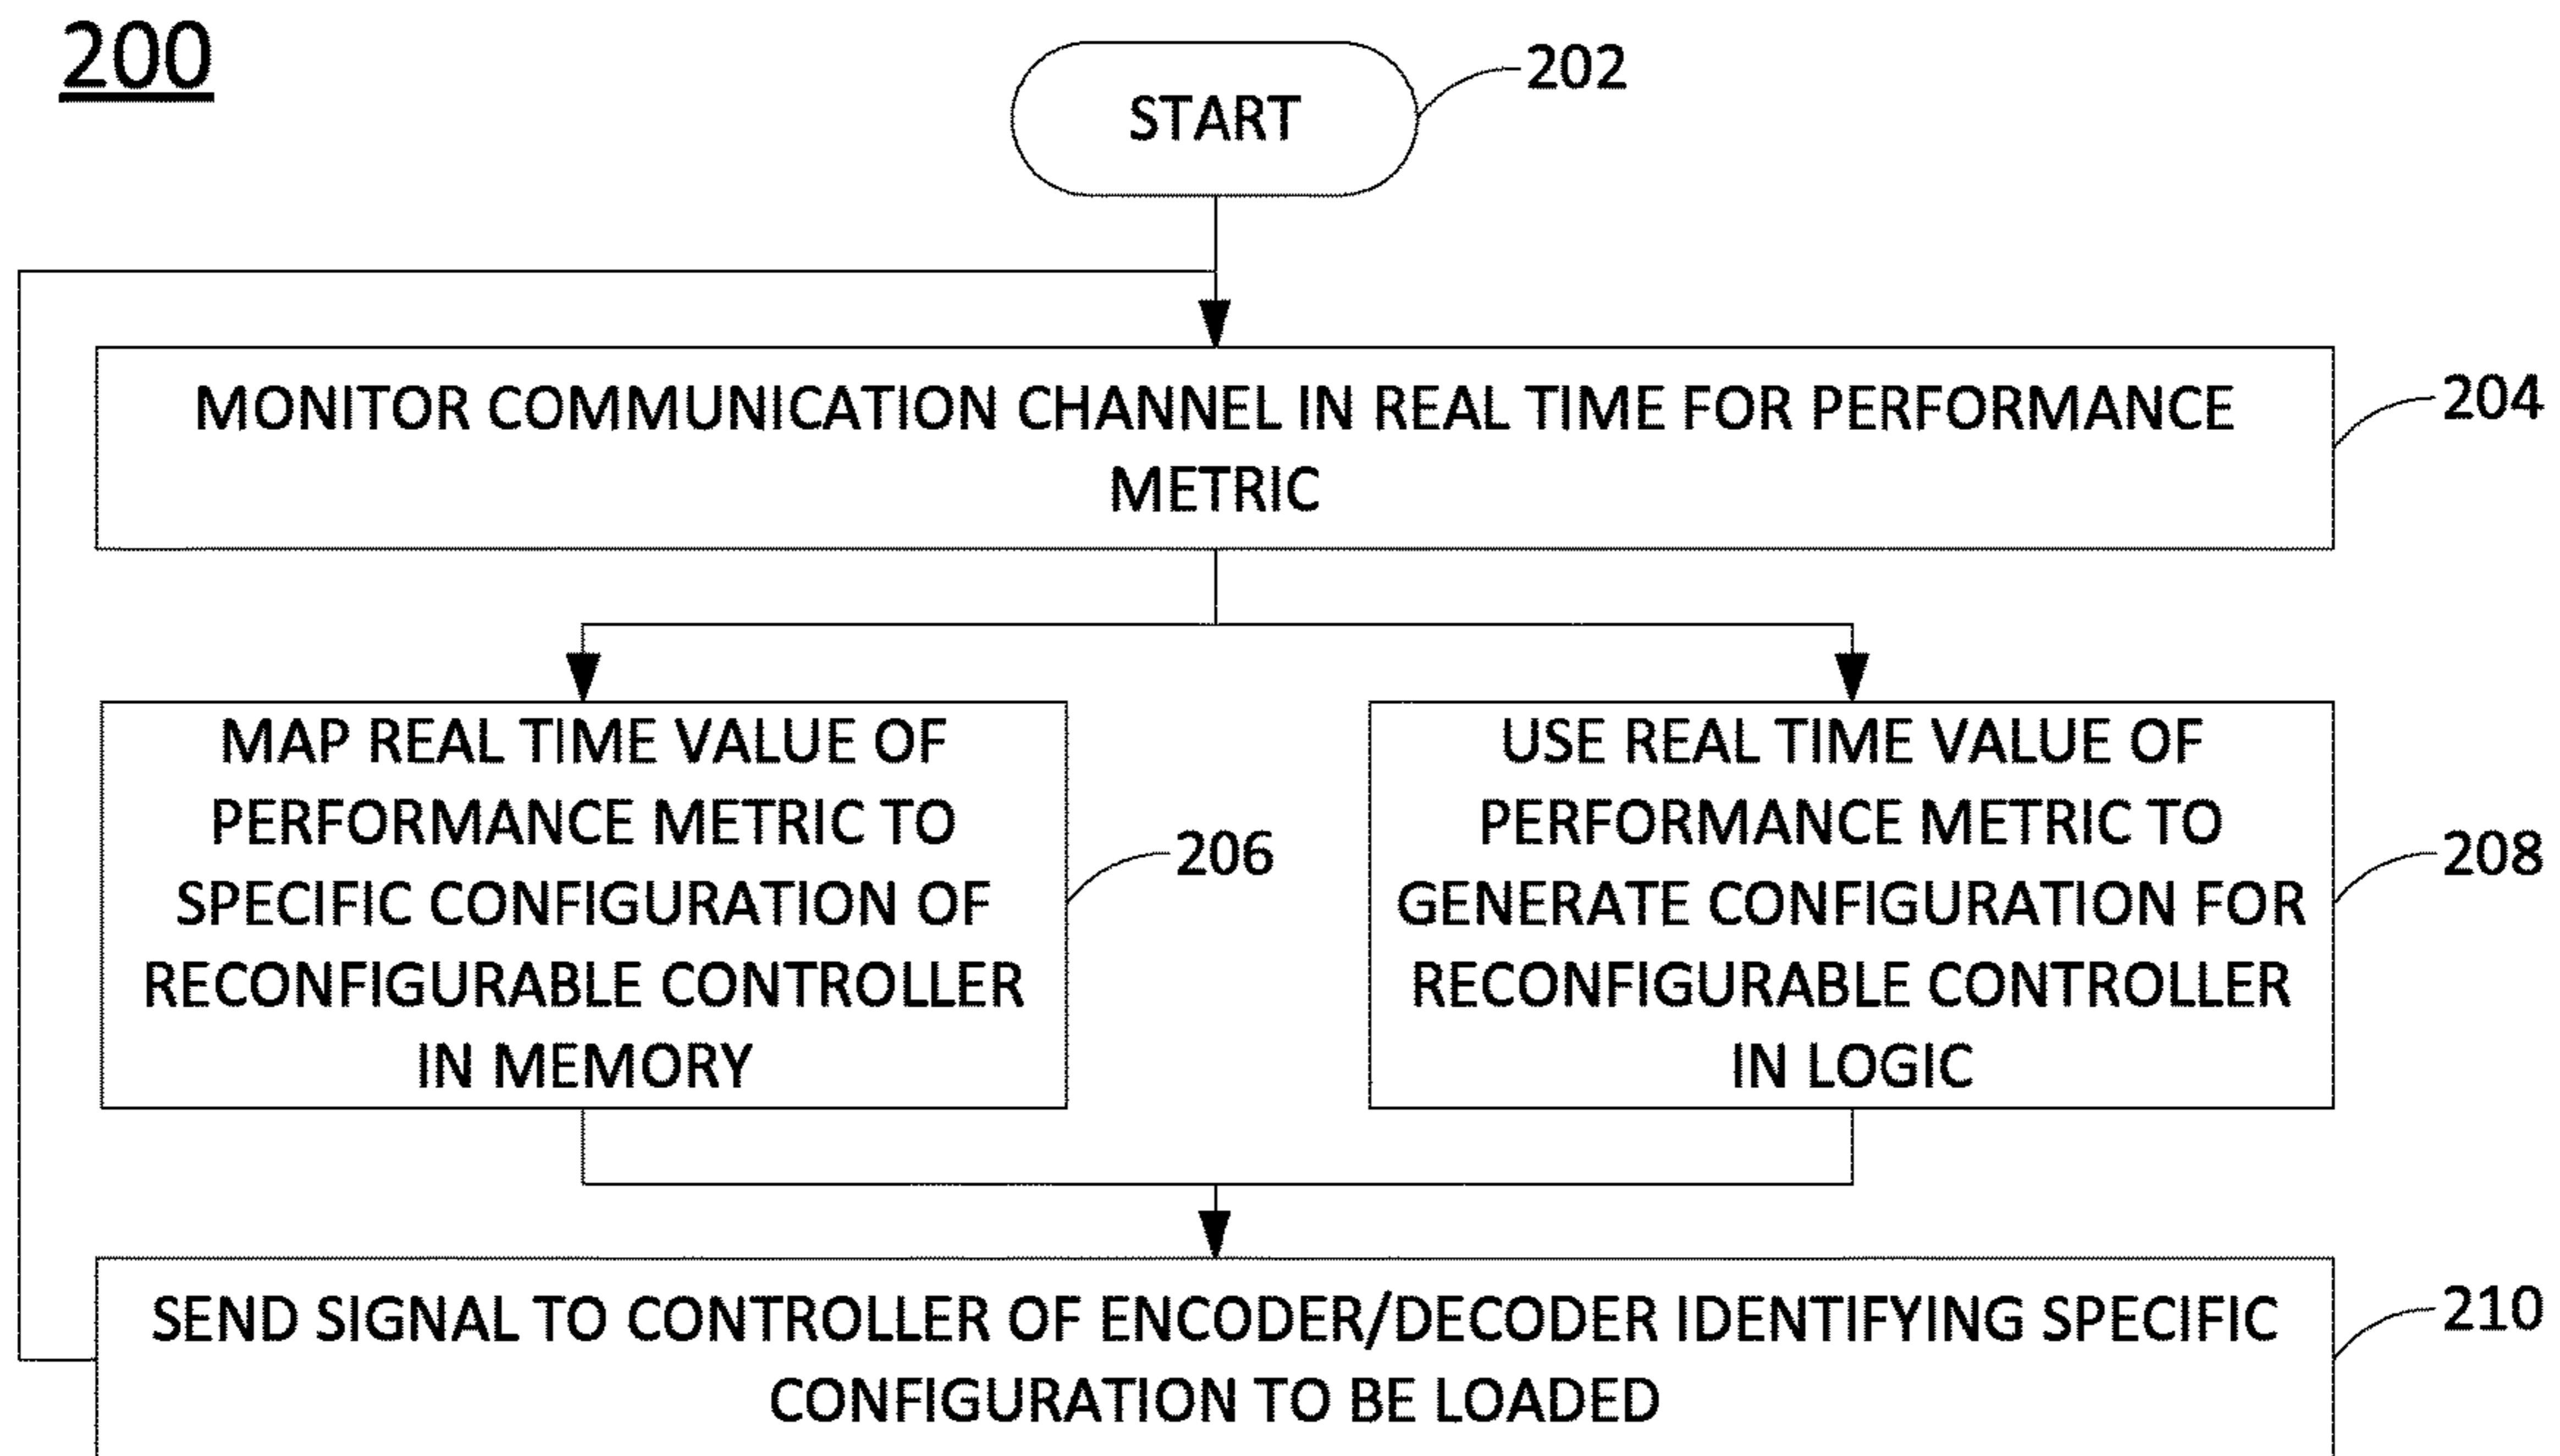 200
START
202
MONITOR COMMUNICATION CHANNEL IN REAL TIME FOR PERFORMANCE
METRIC
204
MAP REAL TIME VALUE OF
PERFORMANCE METRIC TO
SPECIFIC CONFIGURATION OF
RECONFIGURABLE CONTROLLER
IN MEMORY
206
USE REAL TIME VALUE OF
PERFORMANCE METRIC TO
GENERATE CONFIGURATION FOR
RECONFIGURABLE CONTROLLER
IN LOGIC
208
SEND SIGNAL TO CONTROLLER OF ENCODER/DECODER IDENTIFYING SPECIFIC
CONFIGURATION TO BE LOADED
210